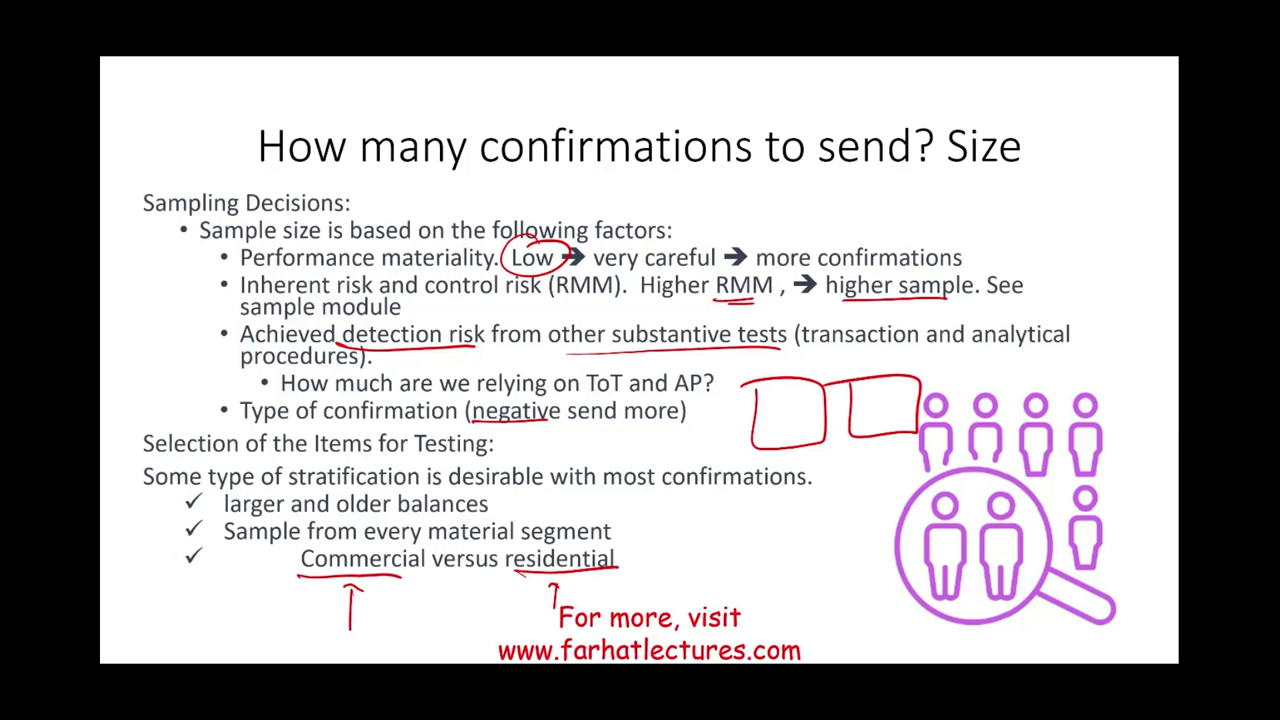 How many confirmations to send? Size
Sampling Decisions:
• Sample size is based on the following factors:
• Performance materiality. Low ➔ very careful ➔ more confirmations
• Inherent risk and control risk (RMM). Higher RMM , ➔ higher sample. See
sample module
• Achieved detection risk from other substantive tests (transaction and analytical
procedures).
• How much are we relying on ToT and AP?
• Type of confirmation (negative send more)
Selection of the Items for Testing:
Some type of stratification is desirable with most confirmations.
✓ larger and older balances
✓ Sample from every material segment
✓ Commercial versus residential
For more, visit
www.farhatlectures.com